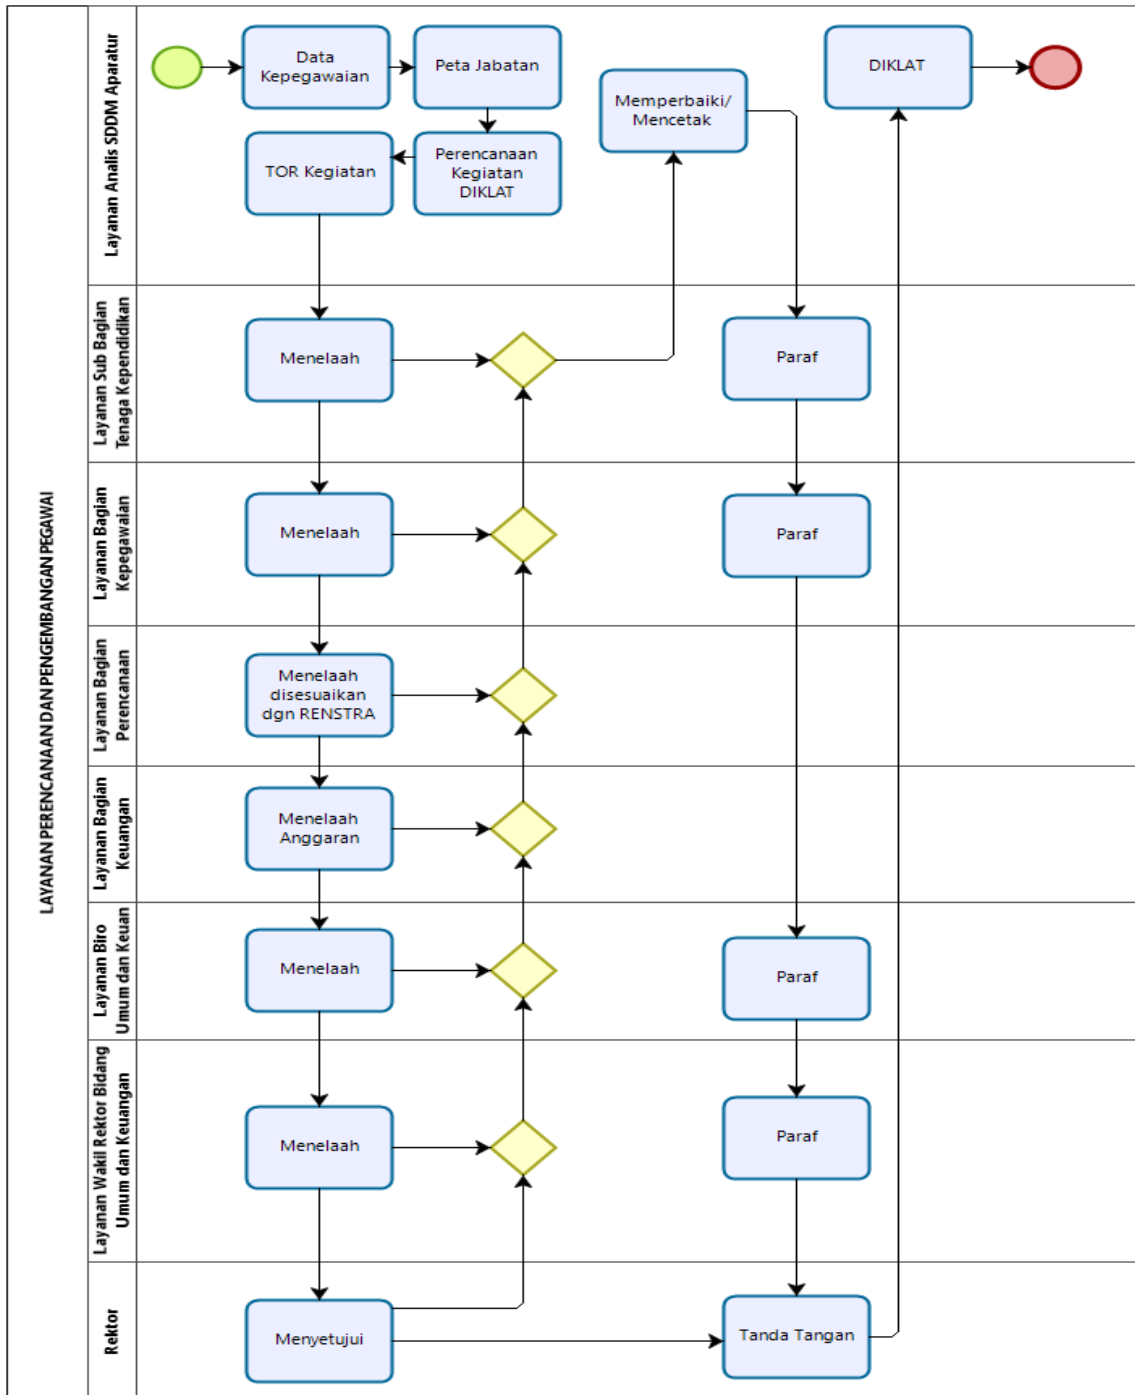 LAYANAN PERENCANAAN DAN PENGEMBANGAN PEGAWAI
Layanan Analis SDDM Aparatur
Data
Kepegawaian
Peta Jabatan
TOR Kegiatan
Perencanaan
Kegiatan
DIKLAT
Memperbaiki/
Mencetak
DIKLAT
Layanan Sub Bagian
Tenaga Kependidikan
Menelaah
Paraf
Layanan Bagian
Kepegawaian
Menelaah
Paraf
Layanan Bagian
Perencanaan
Menelaah
disesuaikan
dgn RENSTRA
Layanan Bagian
Keuangan
Menelaah
Anggaran
Layanan Biro
Umum dan Keuan
Menelaah
Paraf
Layanan Wakil Rektor Bidang
Umum dan Keuangan
Menelaah
Paraf
Rektor
Menyetujui
Tanda Tangan